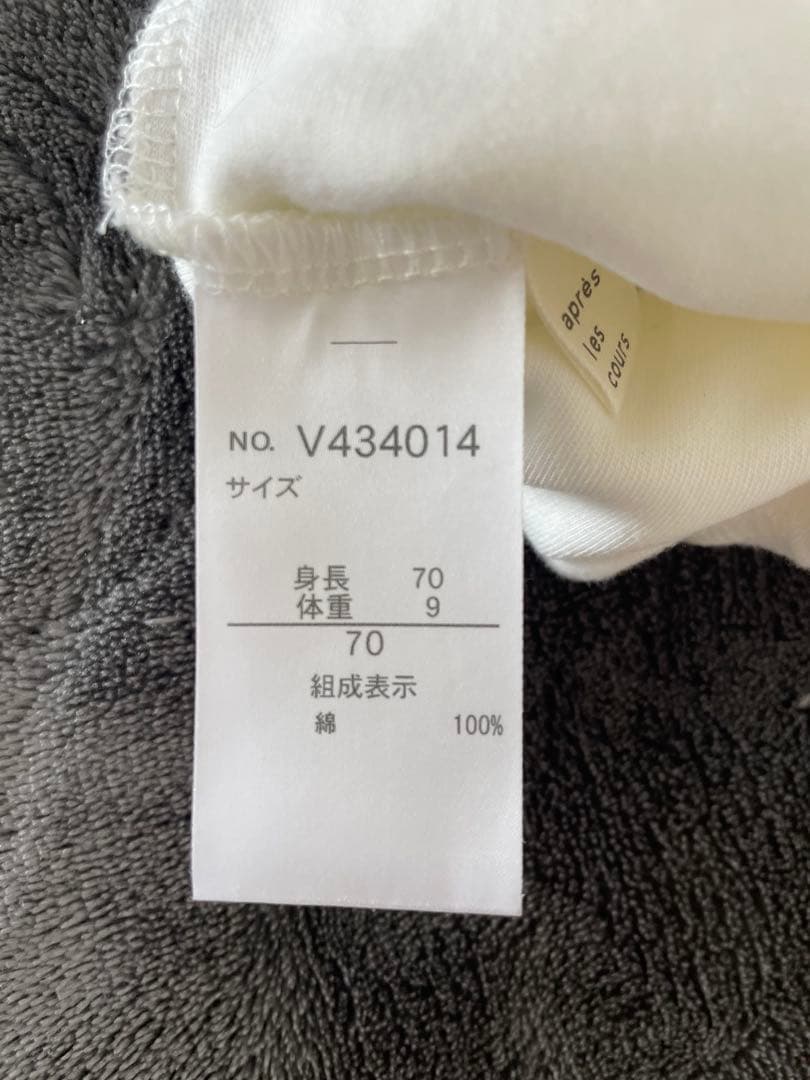 après
les
cours
NO. V434014
サイズ
身長 70
体重 9
70
組成表示
綿 100%